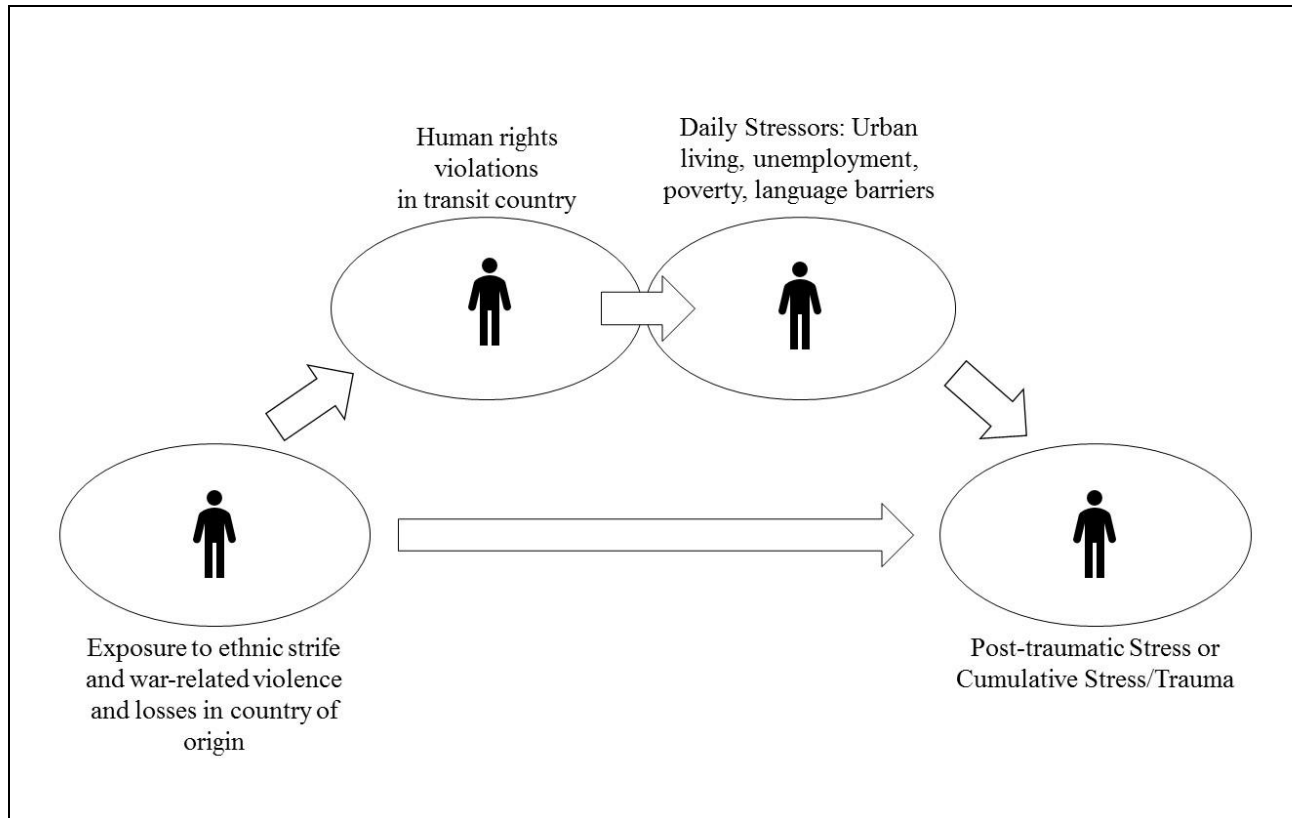 Human rights
violations
in transit country
Daily Stressors: Urban
living, unemployment,
poverty, language barriers
Exposure to ethnic strife
and war-related violence
and losses in country of
origin
Post-traumatic Stress or
Cumulative Stress/Trauma